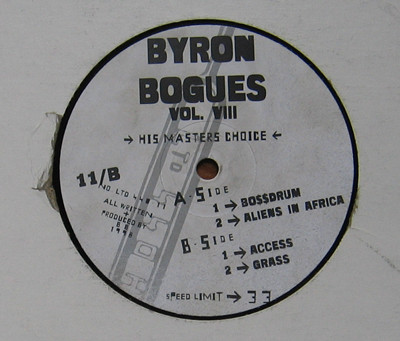 BYRON
BOGUES
VOL. VIII
→ HIS MASTERS CHOICE ←
11/B
ALL WRITTEN
+
PRODUCED BY
A-SIDE
1 → BOSSDRUM
2 → ALIENS IN AFRICA
B-SIDE
1 → ACCESS
2 → GRASS
SPEED LIMIT → 33